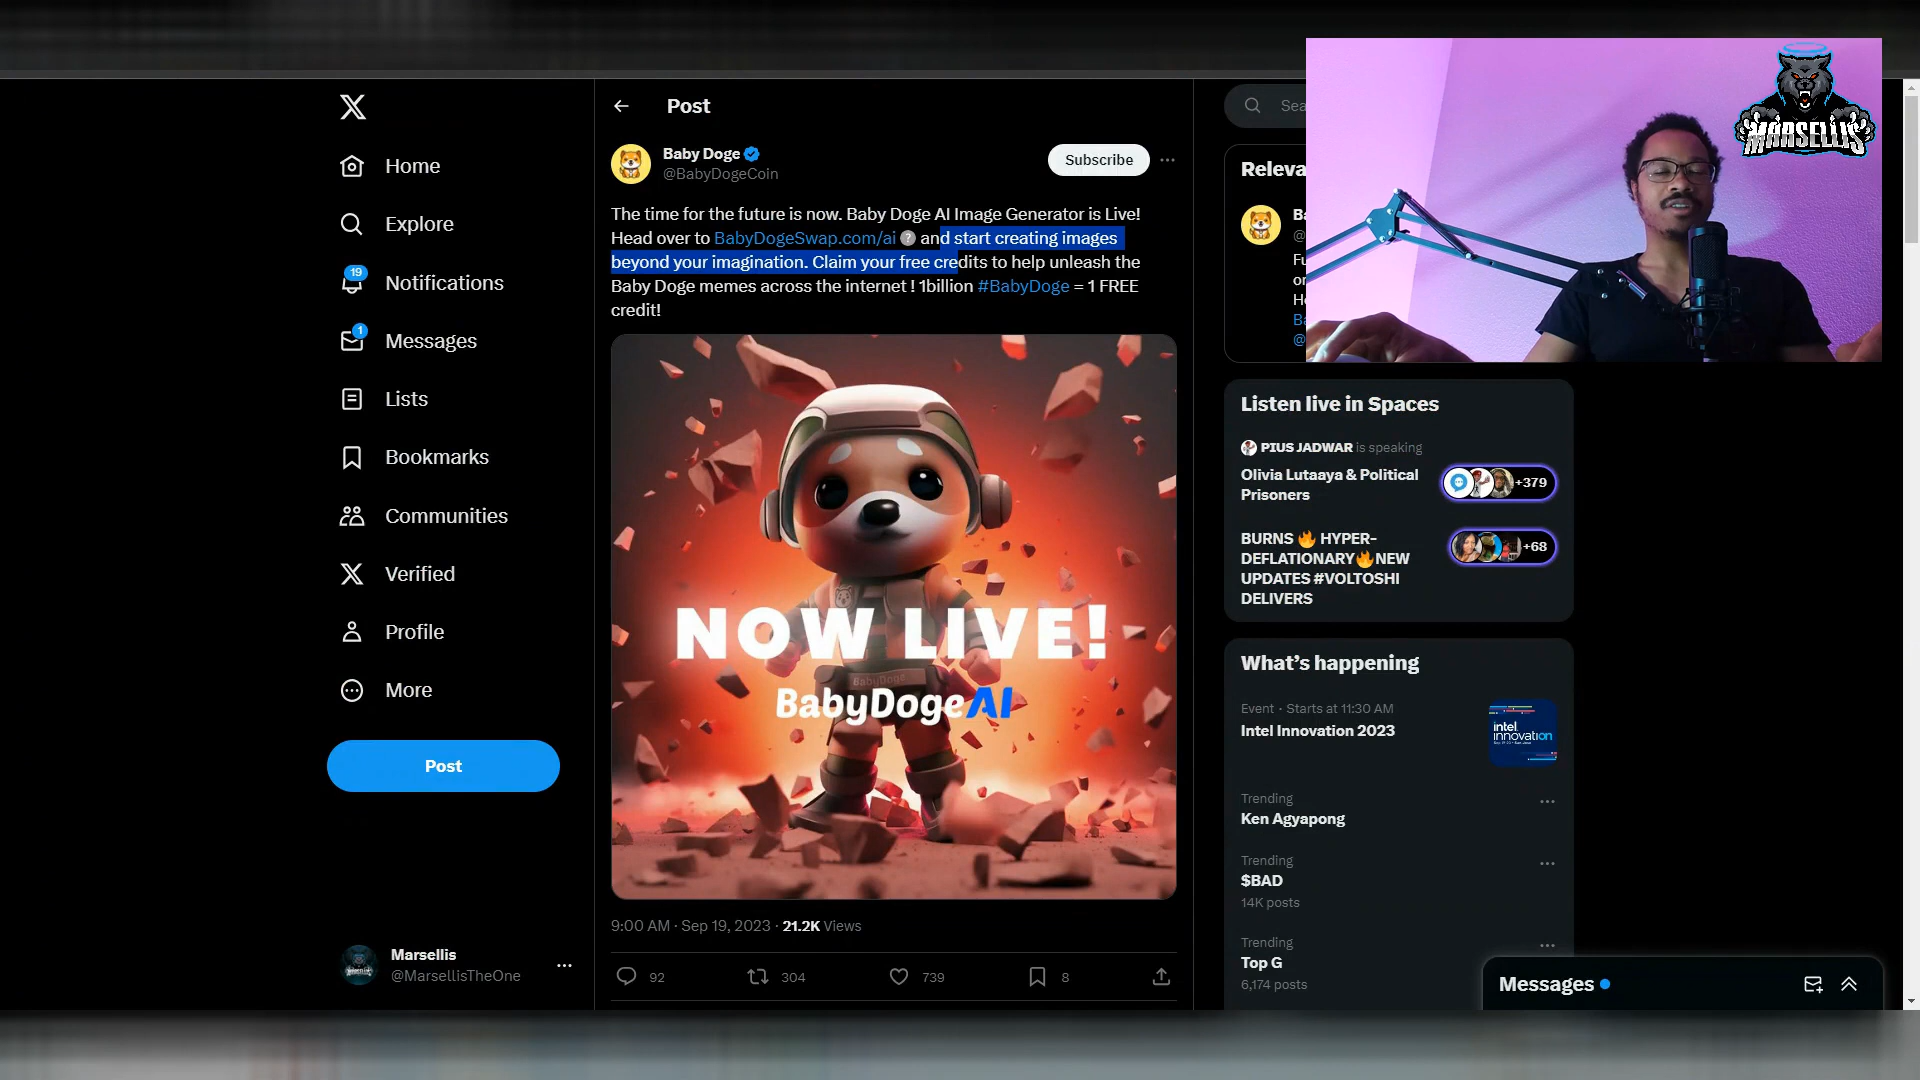 Home
Explore
19
Notifications
1
Messages
Lists
Bookmarks
Communities
Verified
Profile
More
Post
Marsellis
@MarsellisTheOne
Post
Baby Doge
@BabyDogeCoin
Subscribe
The time for the future is now. Baby Doge AI Image Generator is Live!
Head over to BabyDogeSwap.com/ai and start creating images
beyond your imagination. Claim your free credits to help unleash the
Baby Doge memes across the internet ! 1billion #BabyDoge = 1 FREE
credit!
BabyDoge
NOW LIVE!
BabyDogeAI
9:00 AM · Sep 19, 2023 · 21.2K Views
92
304
739
8
MARSELLIS
Listen live in Spaces
PIUS JADWAR is speaking
Olivia Lutaaya & Political
Prisoners
+379
BURNS 🔥 HYPER-
DEFLATIONARY🔥NEW
UPDATES #VOLTOSHI
DELIVERS
+68
What's happening
Event · Starts at 11:30 AM
Intel Innovation 2023
intel.
innovation
Trending
Ken Agyapong
Trending
$BAD
14K posts
Trending
Top G
6,174 posts
Messages